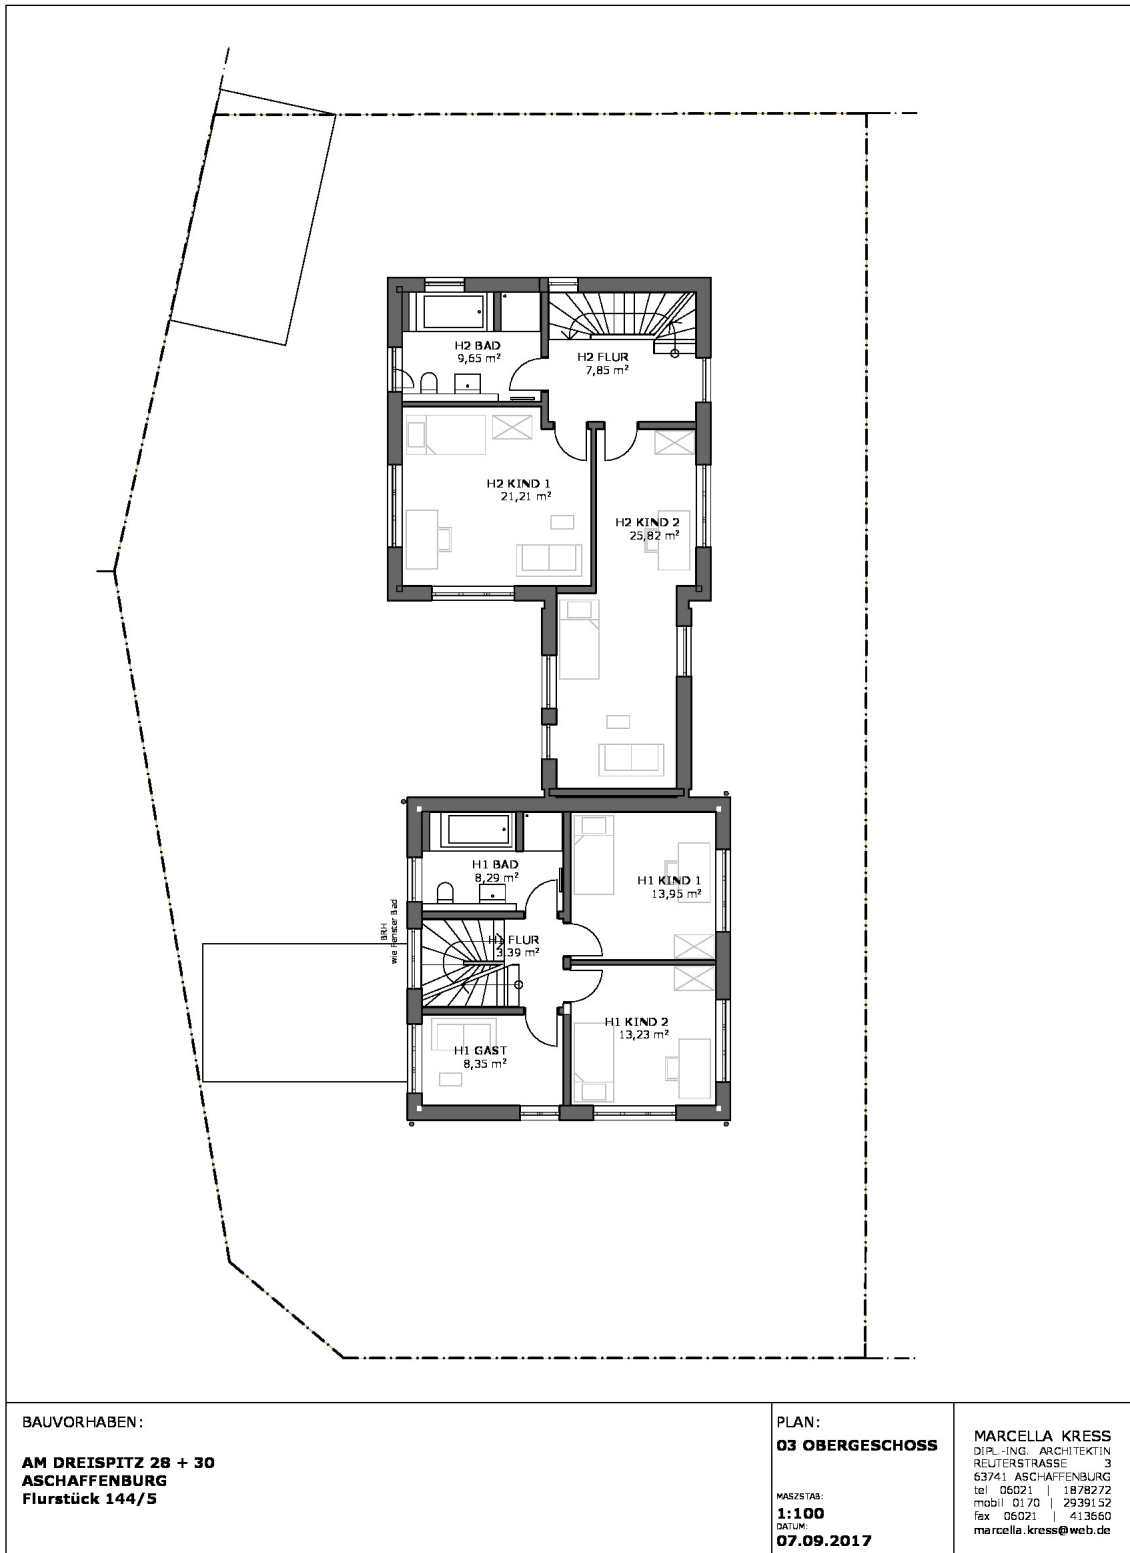 H2 BAD
9,65 m²
H2 FLUR
7,85 m²
H2 KIND 1
21,21 m²
H2 KIND 2
25,82 m²
H1 BAD
8,29 m²
H1 KIND 1
13,95 m²
BRH
wie Fenster Bad
H1 FLUR
3,39 m²
H1 KIND 2
13,23 m²
H1 GAST
8,35 m²
BAUVORHABEN:
AM DREISPITZ 28 + 30
ASCHAFFENBURG
Flurstück 144/5
PLAN:
03 OBERGESCHOSS
MASZSTAB:
1:100
DATUM:
07.09.2017
MARCELLA KRESS
DIPL.-ING. ARCHITEKTIN
REUTERSTRASSE 3
63741 ASCHAFFENBURG
tel 06021 | 1878272
mobil 0170 | 2939152
fax 06021 | 413660
marcella.kress@web.de